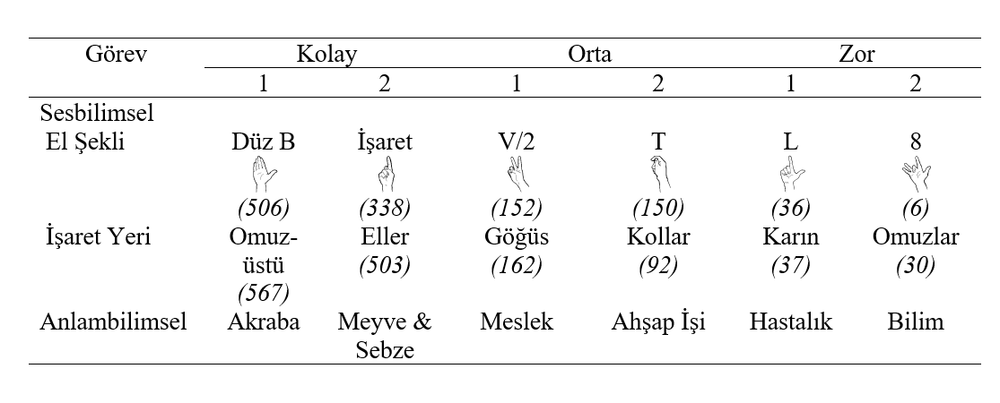 Görev Kolay Orta Zor
1 2 1 2 1 2
Sesbilimsel
El Şekli Düz B İşaret V/2 T L 8
(506) (338) (152) (150) (36) (6)
İşaret Yeri Omuz- Eller Göğüs Kollar Karın Omuzlar
üstü (503) (162) (92) (37) (30)
(567)
Anlambilimsel Akraba Meyve & Meslek Ahşap İşi Hastalık Bilim
Sebze